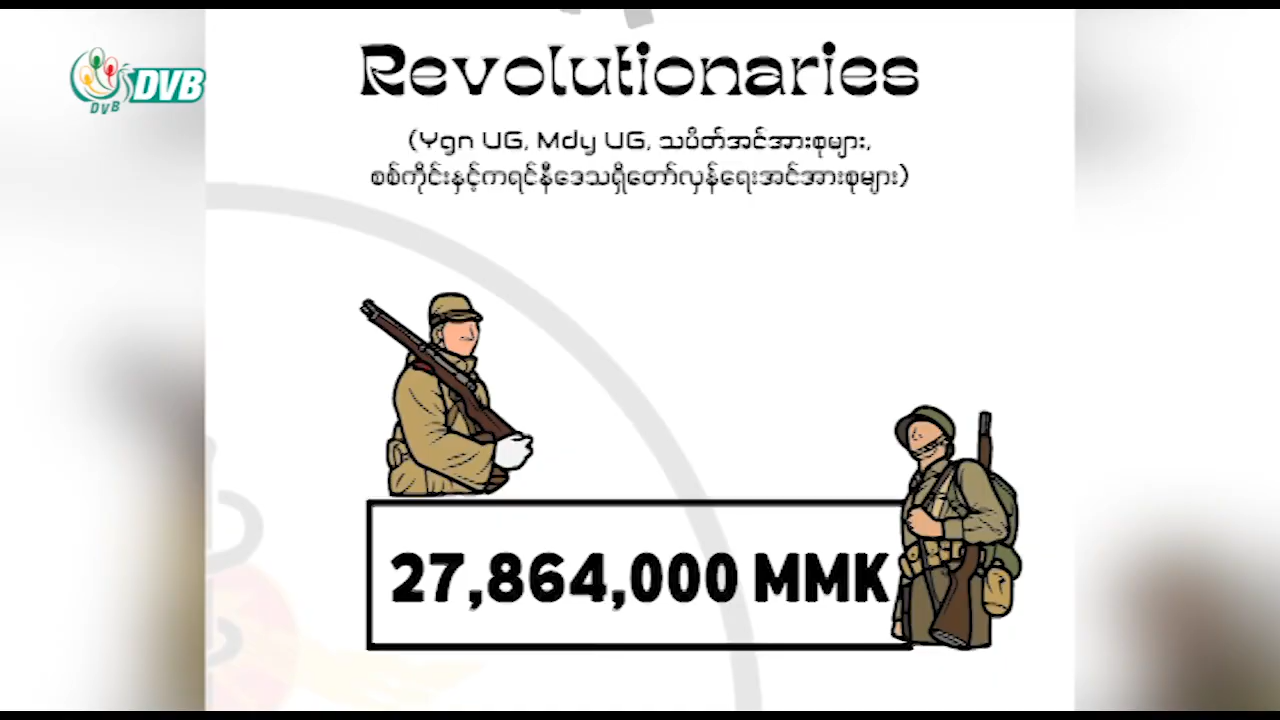 Revolutionaries
DVB
DVB
(Ygn UG, Mdy UG, သပိတ်အင်အားစုများ,
စစ်ကိုင်းနှင့်ကရင်နီဒေသရှိတော်လှန်ရေးအင်အားစုများ)
27,864,000 MMK